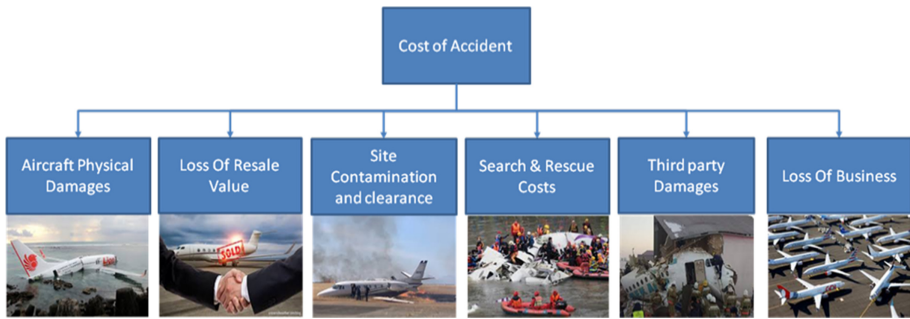 Cost of Accident
Aircraft Physical
Damages
Loss Of Resale
Value
Site
Contamination
and clearance
Search & Rescue
Costs
Third party
Damages
Loss Of Business
SOLD